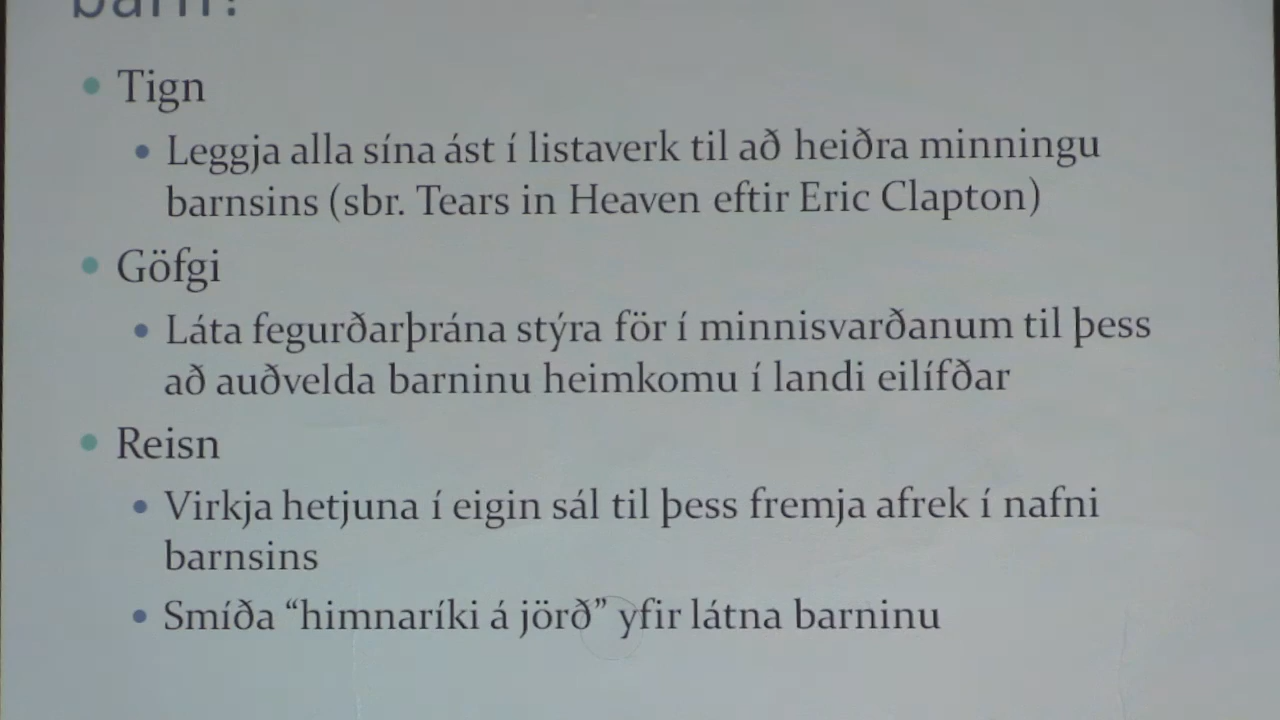 barn?
Tign
Leggja alla sína ást í listaverk til að heiðra minningu
barnsins (sbr. Tears in Heaven eftir Eric Clapton)
Göfgi
Láta fegurðarþrána stýra för í minnisvarðanum til þess
að auðvelda barninu heimkomu í landi eilífðar
Reisn
Virkja hetjuna í eigin sál til þess fremja afrek í nafni
barnsins
Smíða “himnaríki á jörð” yfir látna barninu